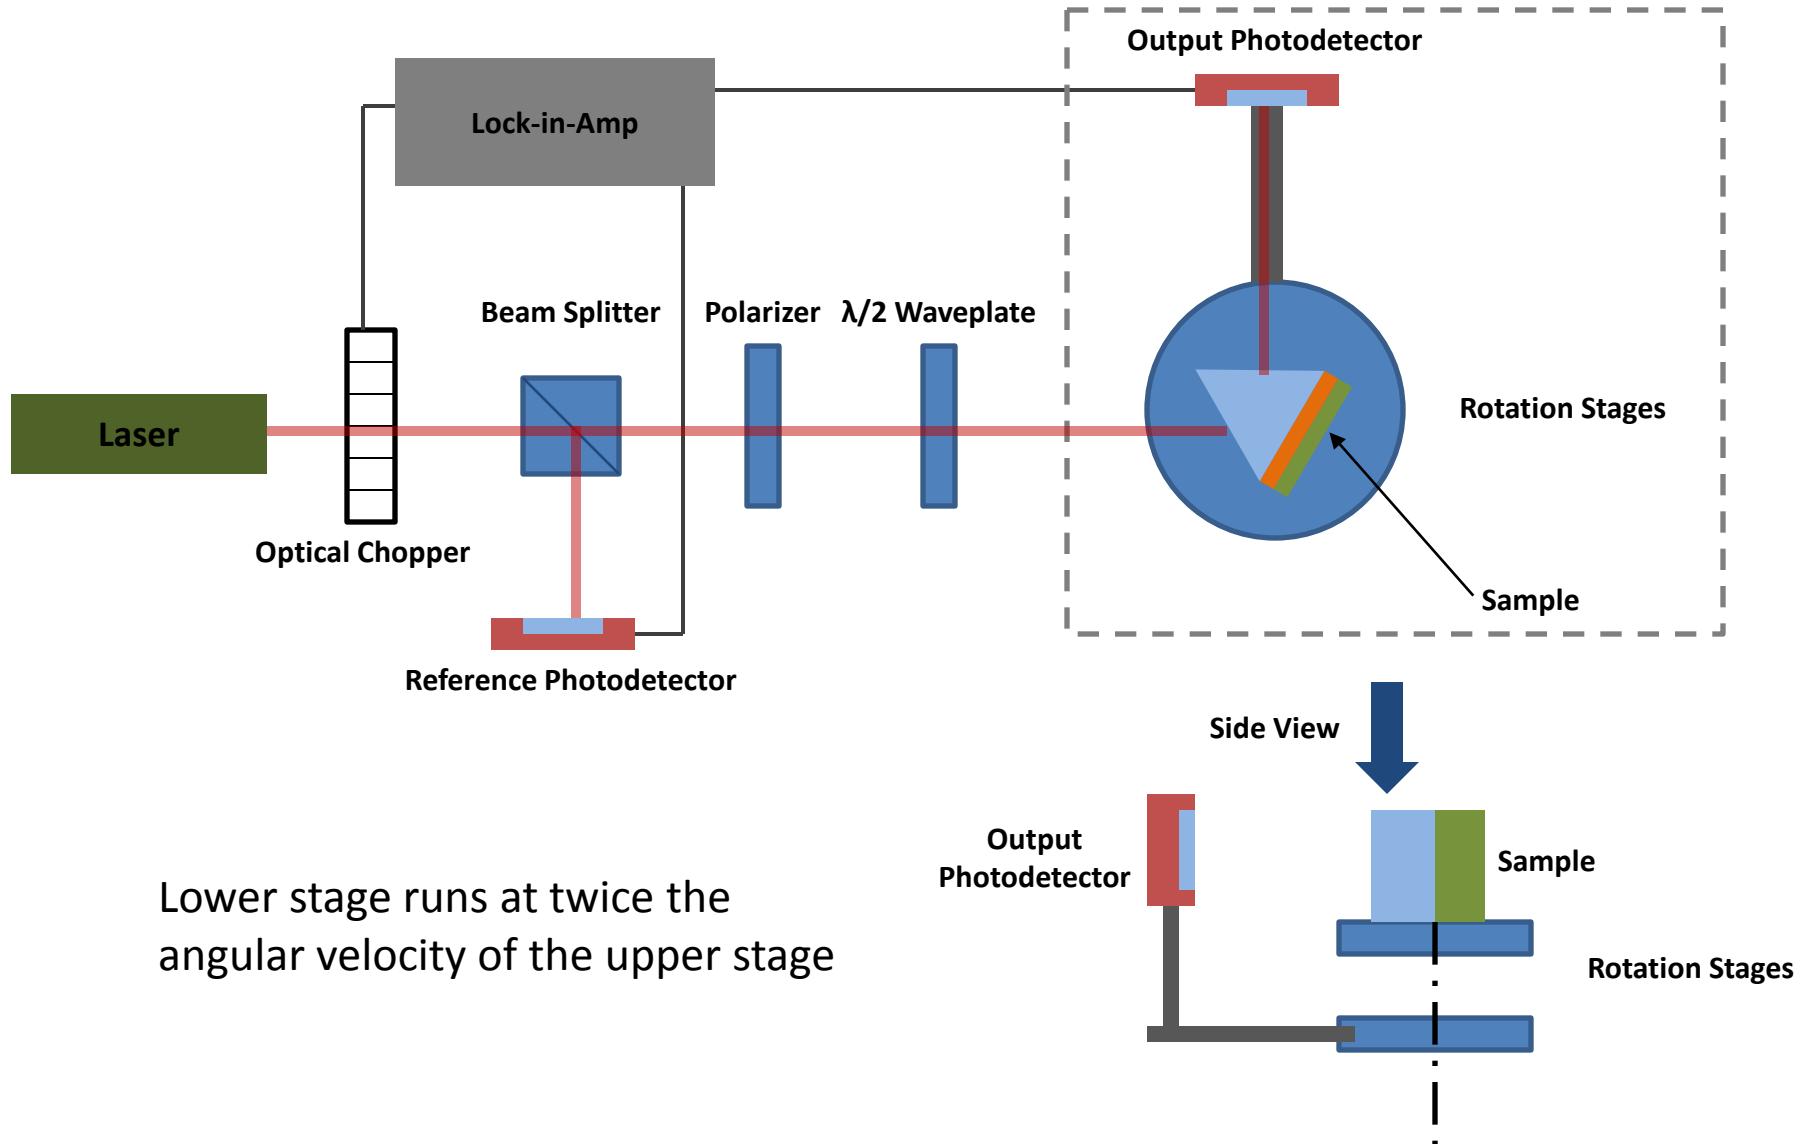 Output Photodetector
Lock-in-Amp
Beam Splitter
Polarizer
λ/2 Waveplate
Laser
Rotation Stages
Optical Chopper
Sample
Reference Photodetector
Side View
Output
Photodetector
Sample
Lower stage runs at twice the
angular velocity of the upper stage
Rotation Stages